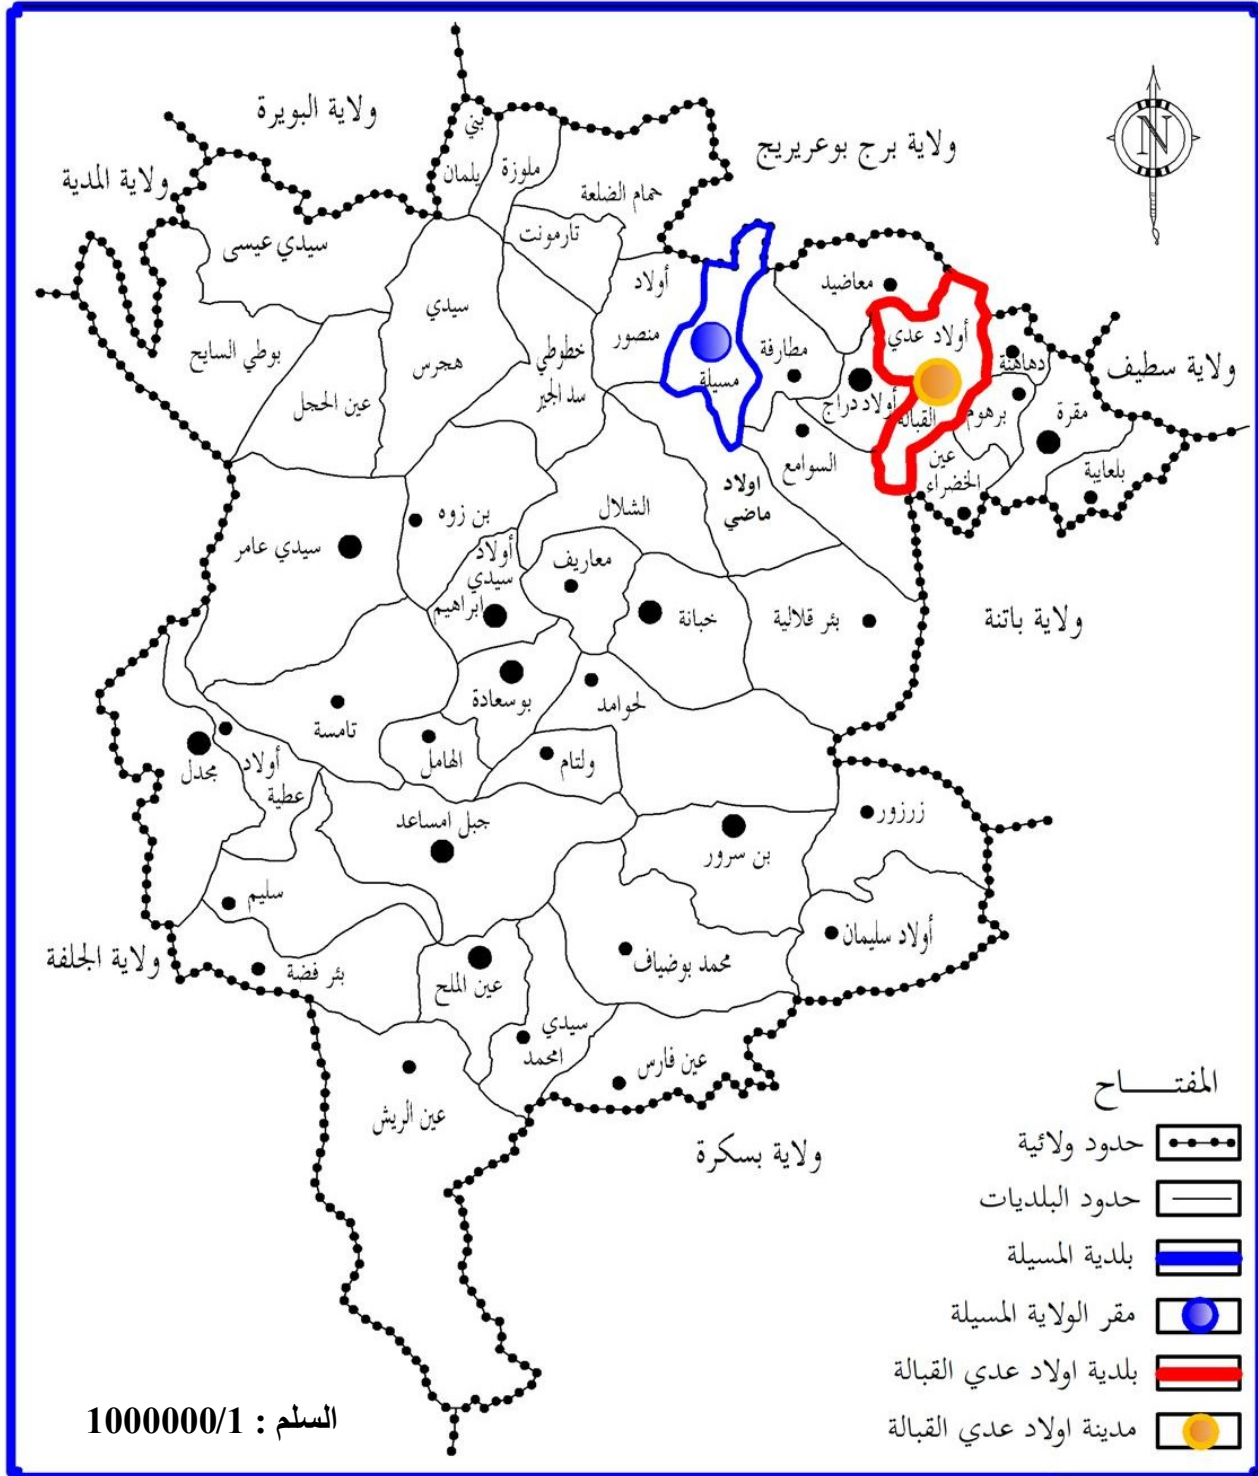 ولاية البويرة
ولاية برج بوعريريج
N
ولاية المدية
بني
يلمان
ملوزة
حمام الضلعة
تارمونت
سيدي عيسى
سيدي
هجرس
أولاد
منصور
معاضيد
أولاد عدي
القبالة
دهاهنة
ولاية سطيف
بوطي السايح
عين الحجل
خطوطي
سد الجير
مسيلة
مطارفة
أولاد دراج
برهوم
مقرة
السوامع
عين
الخضراء
بلعايبة
اولاد
ماضي
الشلال
بن زوه
سيدي عامر
أولاد
سيدي
ابراهيم
معاريف
خبانة
بئر قلالية
ولاية باتنة
بوسعادة
لحوامد
تامسة
الهامل
ولتام
مجدل
أولاد
عطية
جبل امساعد
بن سرور
زرزور
سليم
أولاد سليمان
محمد بوضياف
ولاية الجلفة
بئر فضة
عين الملح
سيدي
امحمد
عين فارس
عين الريش
ولاية بسكرة
المفتــــاح
حدود ولائية
حدود البلديات
بلدية المسيلة
مقر الولاية المسيلة
بلدية اولاد عدي القبالة
مدينة اولاد عدي القبالة
السلم : 1000000/1